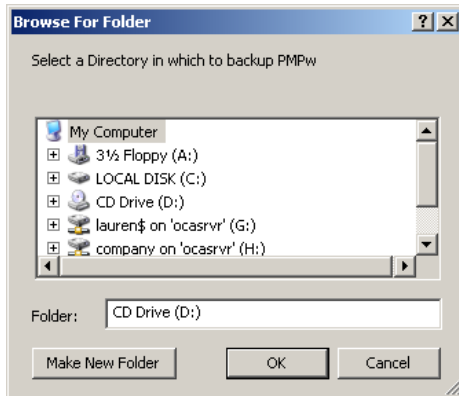 Browse For Folder
Select a Directory in which to backup PMPw
My Computer
3½ Floppy (A:)
LOCAL DISK (C:)
CD Drive (D:)
lauren$ on 'ocasrvr' (G:)
company on 'ocasrvr' (H:)
Folder: CD Drive (D:)
Make New Folder OK Cancel